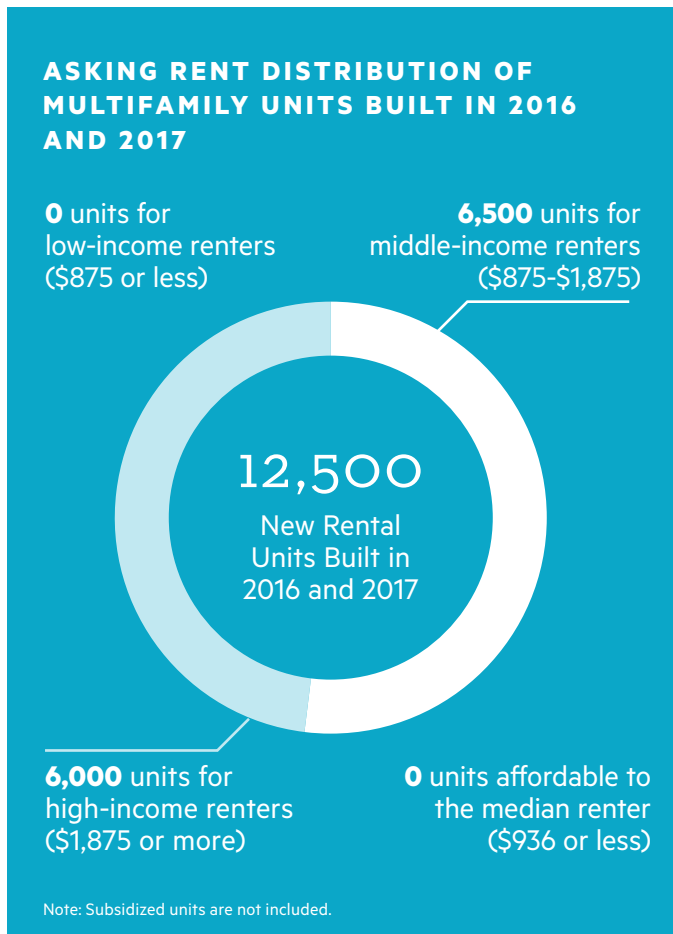 ASKING RENT DISTRIBUTION OF
MULTIFAMILY UNITS BUILT IN 2016
AND 2017
0 units for
low-income renters
($875 or less)
6,500 units for
middle-income renters
($875-$1,875)
12,500
New Rental
Units Built in
2016 and 2017
6,000 units for
high-income renters
($1,875 or more)
0 units affordable to
the median renter
($936 or less)
Note: Subsidized units are not included.